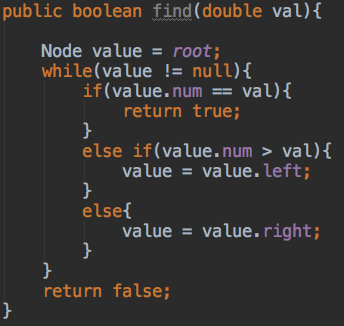 public boolean find(double val){
Node value = root;
while(value != null){
if(value.num == val){
return true;
}
else if(value.num > val){
value = value.left;
}
else{
value = value.right;
}
}
return false;
}